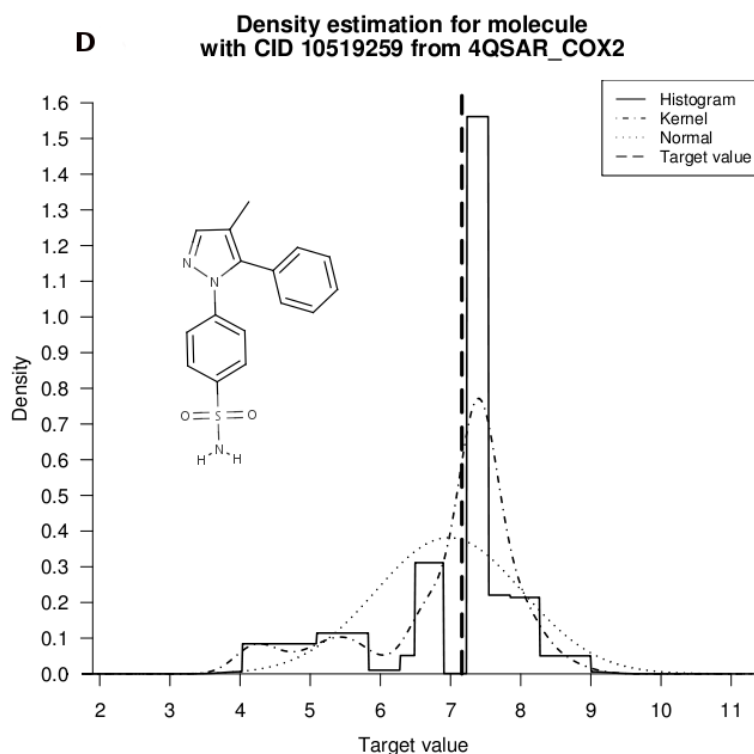 D
Density estimation for molecule
with CID 10519259 from 4QSAR_COX2
Histogram
Kernel
Normal
Target value
1.6
1.5
1.4
1.3
1.2
1.1
1.0
0.9
0.8
0.7
0.6
0.5
0.4
0.3
0.2
0.1
0.0
Density
N
N
O S O
N
H H
2 3 4 5 6 7 8 9 10 11
Target value